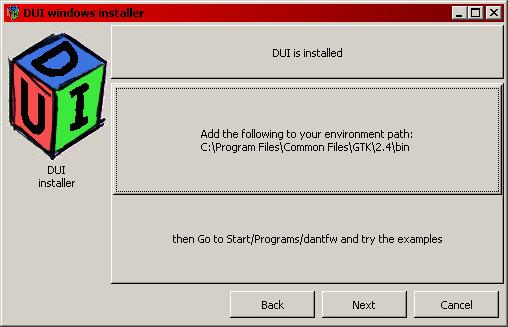 DUI windows installer
D
U I
DUI
installer
DUI is installed
Add the following to your environment path:
C:\Program Files\Common Files\GTK\2.4\bin
then Go to Start/Programs/dantfw and try the examples
Back Next Cancel